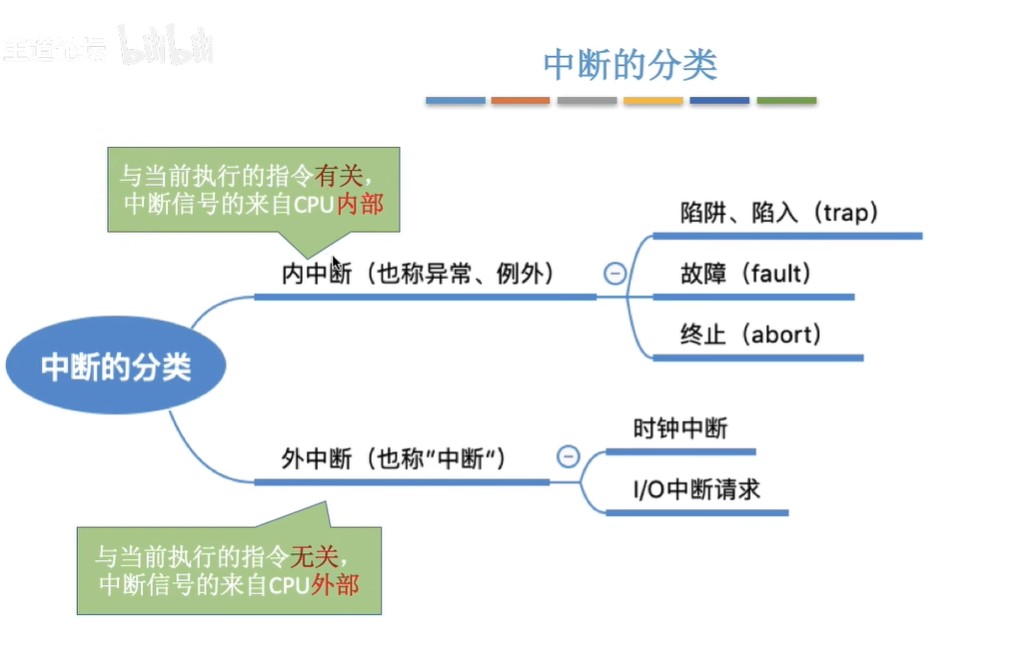 王道论坛 bilibili
中断的分类
与当前执行的指令有关，
中断信号的来自CPU内部
陷阱、陷入（trap）
内中断（也称异常、例外）
故障（fault）
终止（abort）
中断的分类
时钟中断
外中断（也称”中断“）
I/O中断请求
与当前执行的指令无关，
中断信号的来自CPU外部